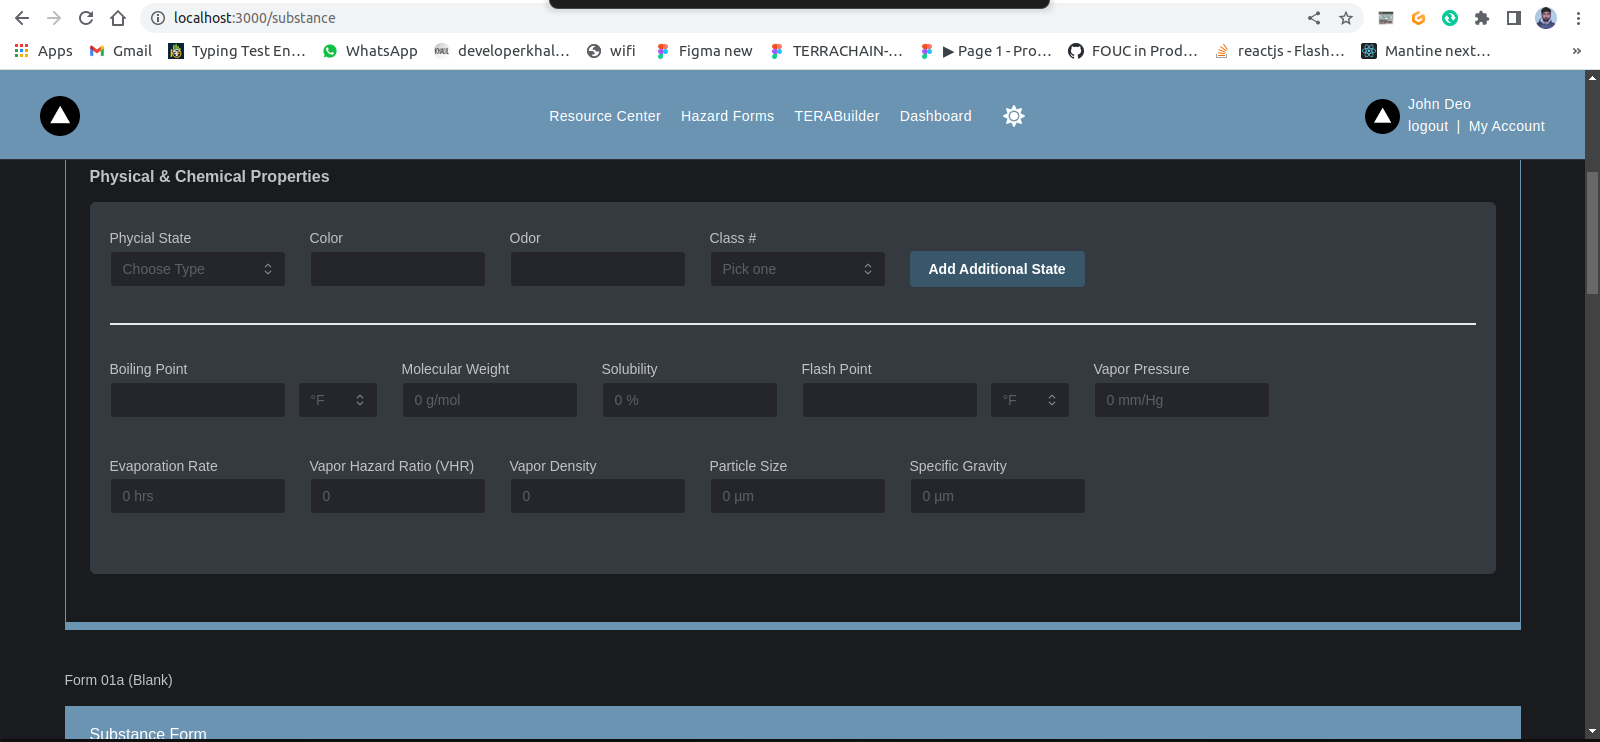 localhost:3000/substance
Apps Gmail Typing Test En... WhatsApp developerkhal... wifi Figma new TERRACHAIN-... ▶ Page 1 - Pro... FOUC in Prod... reactjs - Flash... Mantine next... »
Resource Center Hazard Forms TERABuilder Dashboard
John Deo
logout | My Account
Physical & Chemical Properties
Phycial State Color Odor Class #
Choose Type Pick one Add Additional State
Boiling Point Molecular Weight Solubility Flash Point Vapor Pressure
°F 0 g/mol 0 % °F 0 mm/Hg
Evaporation Rate Vapor Hazard Ratio (VHR) Vapor Density Particle Size Specific Gravity
0 hrs 0 0 0 µm 0 µm
Form 01a (Blank)
Substance Form